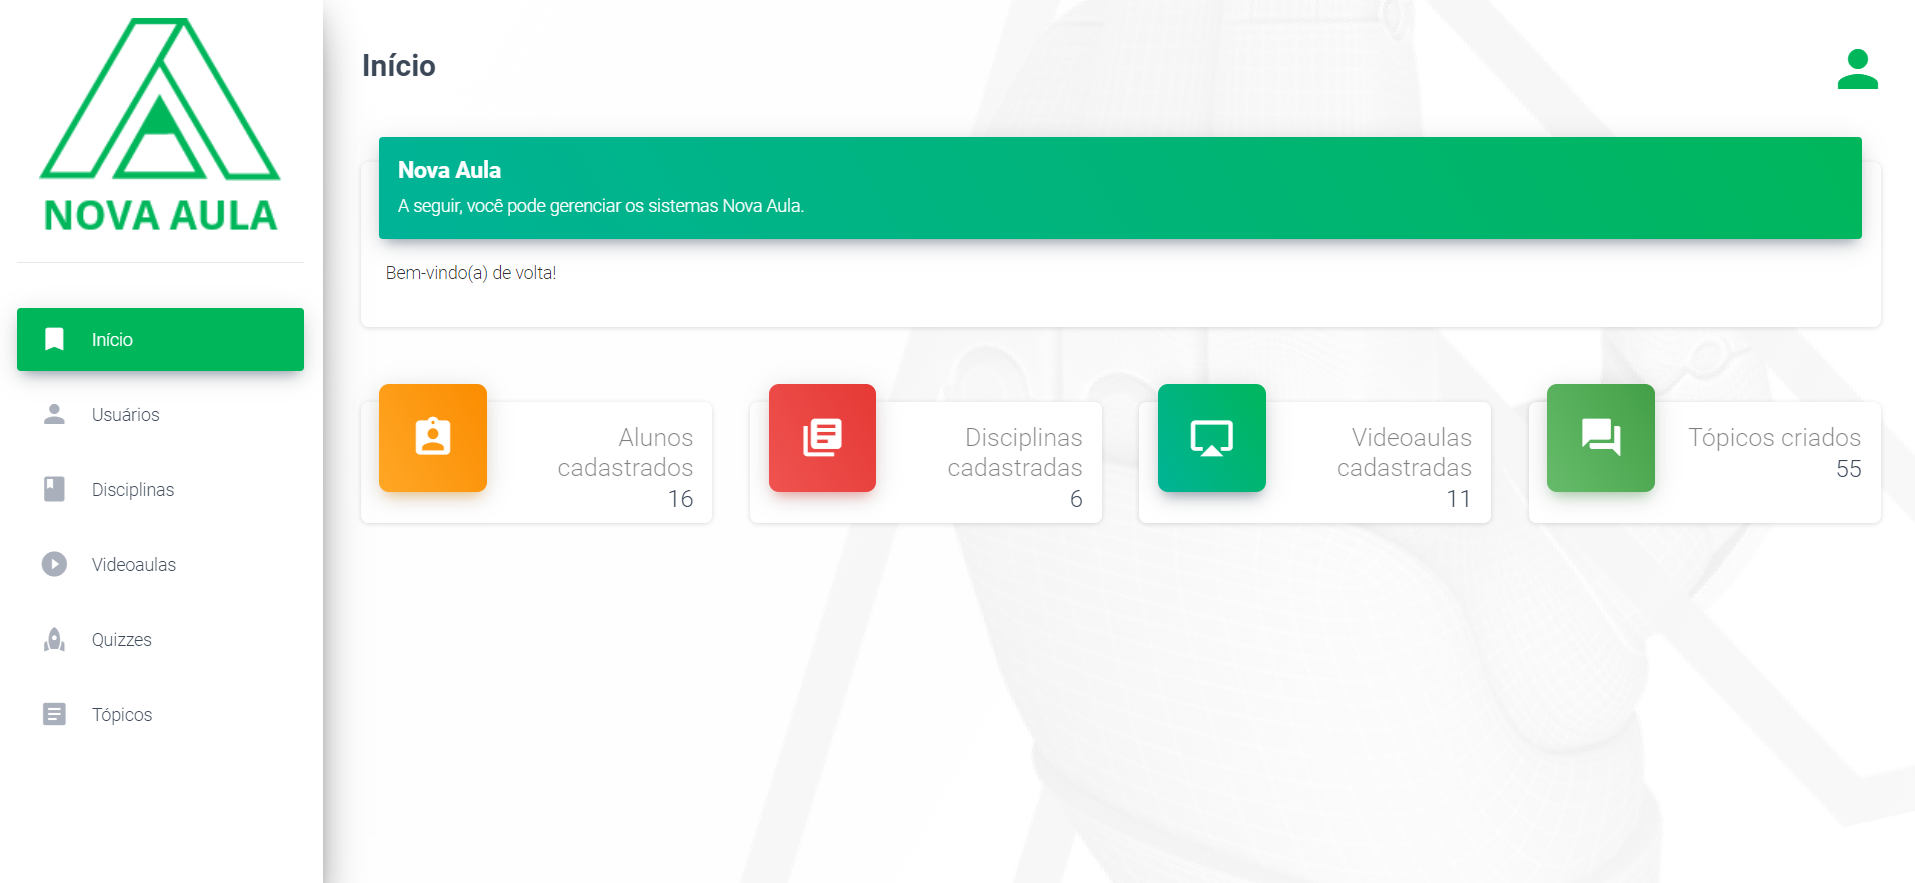 NOVA AULA
Início
Usuários
Disciplinas
Videoaulas
Quizzes
Tópicos
Início
Nova Aula
A seguir, você pode gerenciar os sistemas Nova Aula.
Bem-vindo(a) de volta!
Alunos
cadastrados
16
Disciplinas
cadastradas
6
Videoaulas
cadastradas
11
Tópicos criados
55